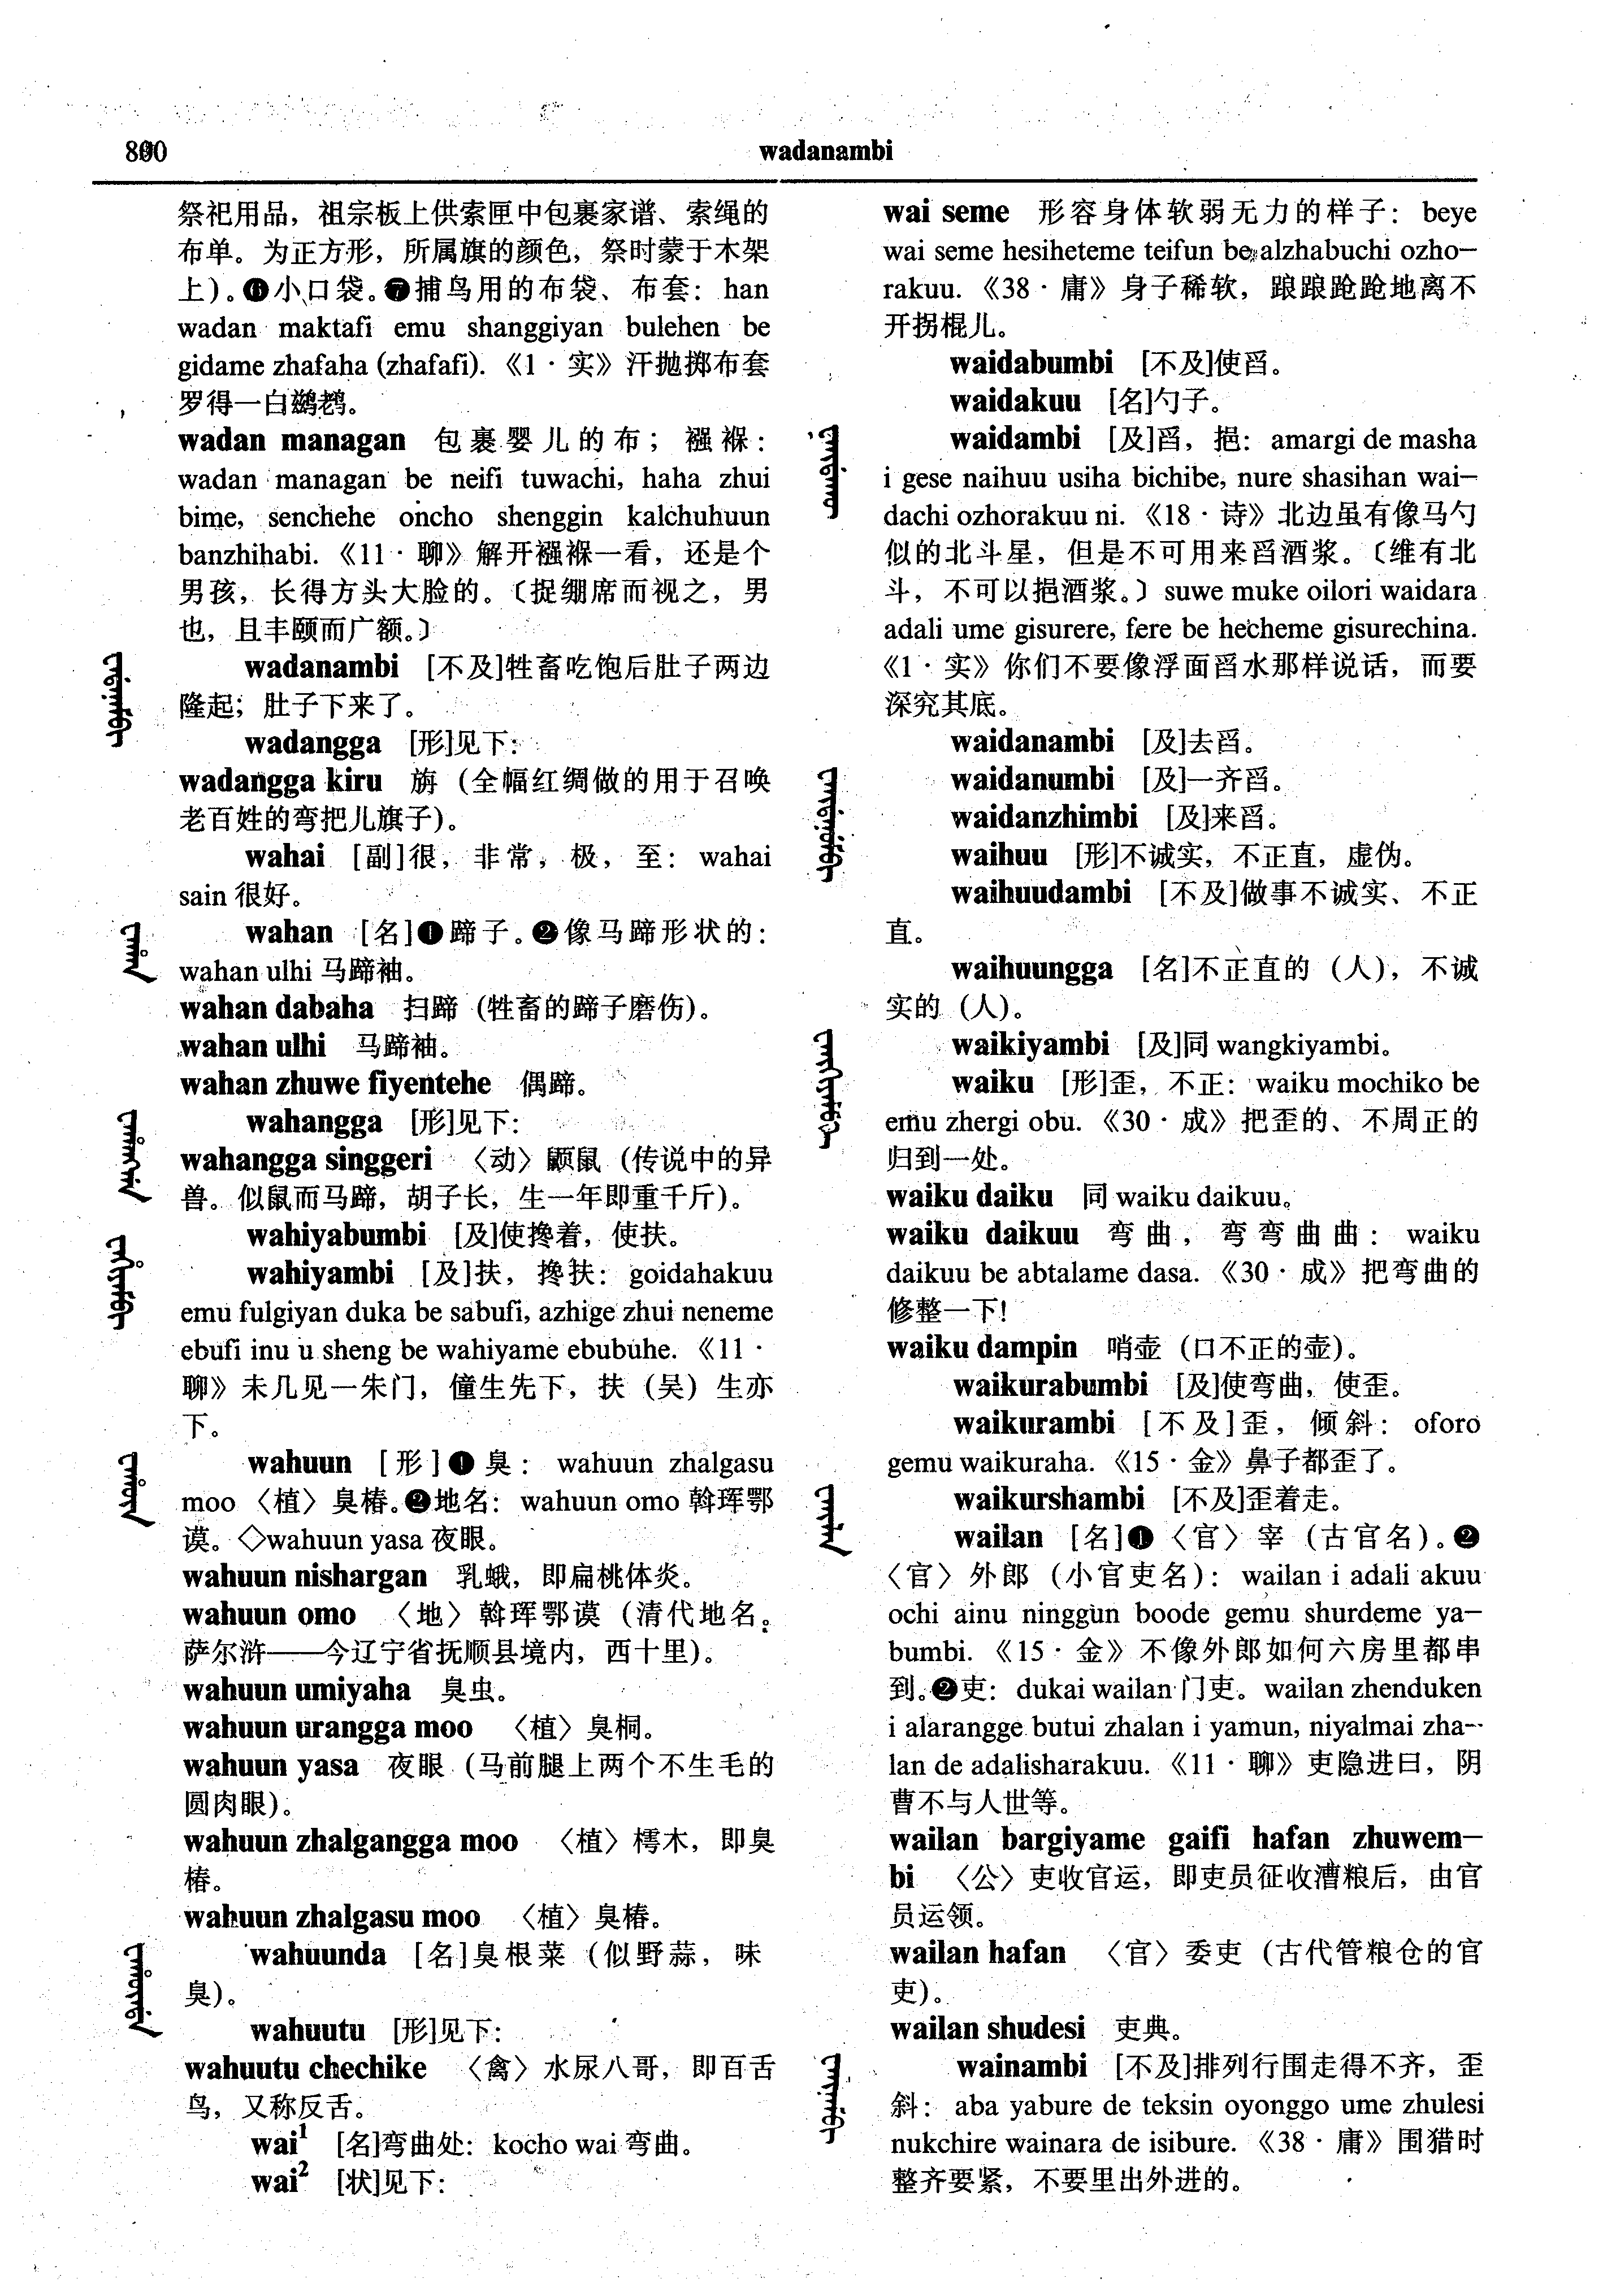 800
wadanambi
祭祀用品，祖宗板上供索匣中包裹家谱、索绳的
布单。为正方形，所属旗的颜色，祭时蒙于木架
上)。❻小口袋。❼捕鸟用的布袋、布套： han
wadan maktafi emu shanggiyan bulehen be
gidame zhafaha (zhafafi). 《1·实》汗抛掷布套
罗得一白鹚鹚。
wadan managan 包裹婴儿的布；襁褓：
wadan managan be neifi tuwachi, haha zhui
bime, senchehe oncho shenggin kalchuhuun
banzhihabi. 《11·聊》解开襁褓一看，还是个
男孩，长得方头大脸的。〔捉绷席而视之，男
也，且丰颐而广额。〕
wadanambi [不及]牲畜吃饱后肚子两边
隆起；肚子下来了。
wadangga [形]见下：
wadangga kiru 旃 (全幅红绸做的用于召唤
老百姓的弯把儿旗子)。
wahai [副]很，非常，极，至： wahai
sain 很好。
wahan [名]❶蹄子。❷像马蹄形状的：
wahan ulhi 马蹄袖。
wahan dabaha 扫蹄 (牲畜的蹄子磨伤)。
wahan ulhi 马蹄袖。
wahan zhuwe fiyentehe 偶蹄。
wahangga [形]见下：
wahangga singgeri 〈动〉鼳鼠 (传说中的异
兽。似鼠而马蹄，胡子长，生一年即重千斤)。
wahiyabumbi [及]使搀着，使扶。
wahiyambi [及]扶，搀扶： goidahakuu
emu fulgiyan duka be sabufi, azhige zhui neneme
ebufi inu u sheng be wahiyame ebubuhe. 《11·
聊》未几见一朱门，僮生先下，扶 (吴) 生亦
下。
wahuun [形]❶臭： wahuun zhalgasu
moo 〈植〉臭椿。❷地名： wahuun omo 斡珲鄂
谟。◇wahuun yasa 夜眼。
wahuun nishargan 乳蛾，即扁桃体炎。
wahuun omo 〈地〉斡珲鄂谟 (清代地名。
萨尔浒——今辽宁省抚顺县境内，西十里)。
wahuun umiyaha 臭虫。
wahuun urangga moo 〈植〉臭桐。
wahuun yasa 夜眼 (马前腿上两个不生毛的
圆肉眼)。
wahuun zhalgangga moo 〈植〉樗木，即臭
椿。
wahuun zhalgasu moo 〈植〉臭椿。
wahuunda [名]臭根菜 (似野蒜，味
臭)。
wahuutu [形]见下：
wahuutu chechike 〈禽〉水尿八哥，即百舌
鸟，又称反舌。
wai¹ [名]弯曲处： kocho wai 弯曲。
wai² [状]见下：
wai seme 形容身体软弱无力的样子： beye
wai seme hesiheteme teifun be alzhabuchi ozho-
rakuu. 《38·庸》身子稀软，踉踉跄跄地离不
开拐棍儿。
waidabumbi [不及]使舀。
waidakuu [名]勺子。
waidambi [及]舀，挹： amargi de masha
i gese naihuu usiha bichibe, nure shasihan wai-
dachi ozhorakuu ni. 《18·诗》北边虽有像马勺
似的北斗星，但是不可用来舀酒浆。〔维有北
斗，不可以挹酒浆。〕 suwe muke oilori waidara
adali ume gisurere, fere be hecheme gisurechina.
《1·实》你们不要像浮面舀水那样说话，而要
深究其底。
waidanambi [及]去舀。
waidanumbi [及]一齐舀。
waidanzhimbi [及]来舀。
waihuu [形]不诚实，不正直，虚伪。
waihuudambi [不及]做事不诚实、不正
直。
waihuungga [名]不正直的 (人)，不诚
实的 (人)。
waikiyambi [及]同 wangkiyambi。
waiku [形]歪，不正： waiku mochiko be
emu zhergi obu. 《30·成》把歪的、不周正的
归到一处。
waiku daiku 同 waiku daikuu。
waiku daikuu 弯曲，弯弯曲曲： waiku
daikuu be abtalame dasa. 《30·成》把弯曲的
修整一下!
waiku dampin 哨壶 (口不正的壶)。
waikurabumbi [及]使弯曲，使歪。
waikurambi [不及]歪，倾斜： oforo
gemu waikuraha. 《15·金》鼻子都歪了。
waikurshambi [不及]歪着走。
wailan [名]❶〈官〉宰 (古官名)。❷
〈官〉外郎 (小官吏名)： wailan i adali akuu
ochi ainu ninggun boode gemu shurdeme ya-
bumbi. 《15·金》不像外郎如何六房里都串
到。❷吏： dukai wailan 门吏。 wailan zhenduken
i alarangge butui zhalan i yamun, niyalmai zha-
lan de adalisharakuu. 《11·聊》吏隐进曰，阴
曹不与人世等。
wailan bargiyame gaifi hafan zhuwem-
bi 〈公〉吏收官运，即吏员征收漕粮后，由官
员运领。
wailan hafan 〈官〉委吏 (古代管粮仓的官
吏)。
wailan shudesi 吏典。
wainambi [不及]排列行围走得不齐，歪
斜： aba yabure de teksin oyonggo ume zhulesi
nukchire wainara de isibure. 《38·庸》围猎时
整齐要紧，不要里出外进的。